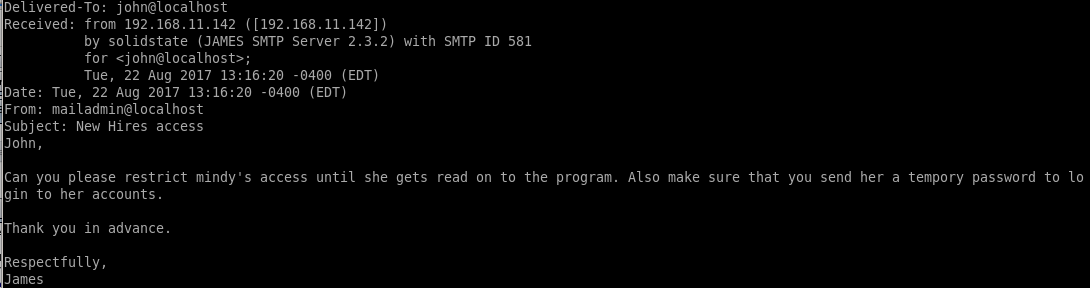 Delivered-To: john@localhost
Received: from 192.168.11.142 ([192.168.11.142])
          by solidstate (JAMES SMTP Server 2.3.2) with SMTP ID 581
          for <john@localhost>;
          Tue, 22 Aug 2017 13:16:20 -0400 (EDT)
Date: Tue, 22 Aug 2017 13:16:20 -0400 (EDT)
From: mailadmin@localhost
Subject: New Hires access
John,
Can you please restrict mindy's access until she gets read on to the program. Also make sure that you send her a tempory password to lo
gin to her accounts.
Thank you in advance.
Respectfully,
James